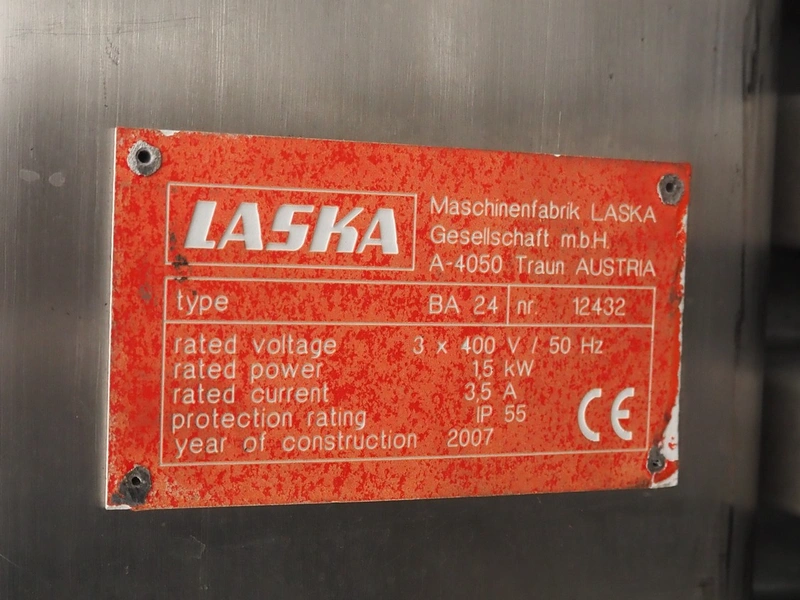 LASKA
Maschinenfabrik LASKA
Gesellschaft m.b.H.
A-4050 Traun AUSTRIA
type BA 24 nr. 12432
rated voltage 3 x 400 V / 50 Hz
rated power 1,5 kW
rated current 3,5 A
protection rating IP 55
year of construction 2007
CE